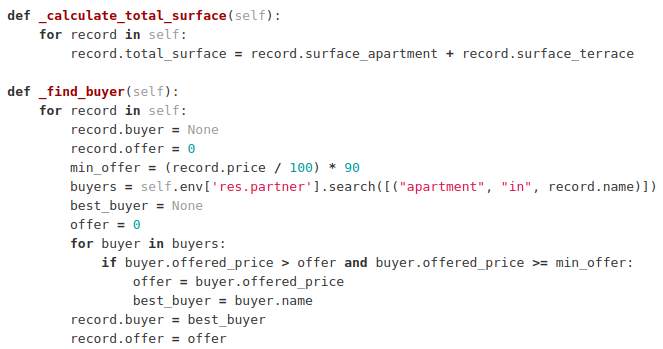 def _calculate_total_surface(self):
    for record in self:
        record.total_surface = record.surface_apartment + record.surface_terrace

def _find_buyer(self):
    for record in self:
        record.buyer = None
        record.offer = 0
        min_offer = (record.price / 100) * 90
        buyers = self.env['res.partner'].search([("apartment", "in", record.name)])
        best_buyer = None
        offer = 0
        for buyer in buyers:
            if buyer.offered_price > offer and buyer.offered_price >= min_offer:
                offer = buyer.offered_price
                best_buyer = buyer.name
        record.buyer = best_buyer
        record.offer = offer